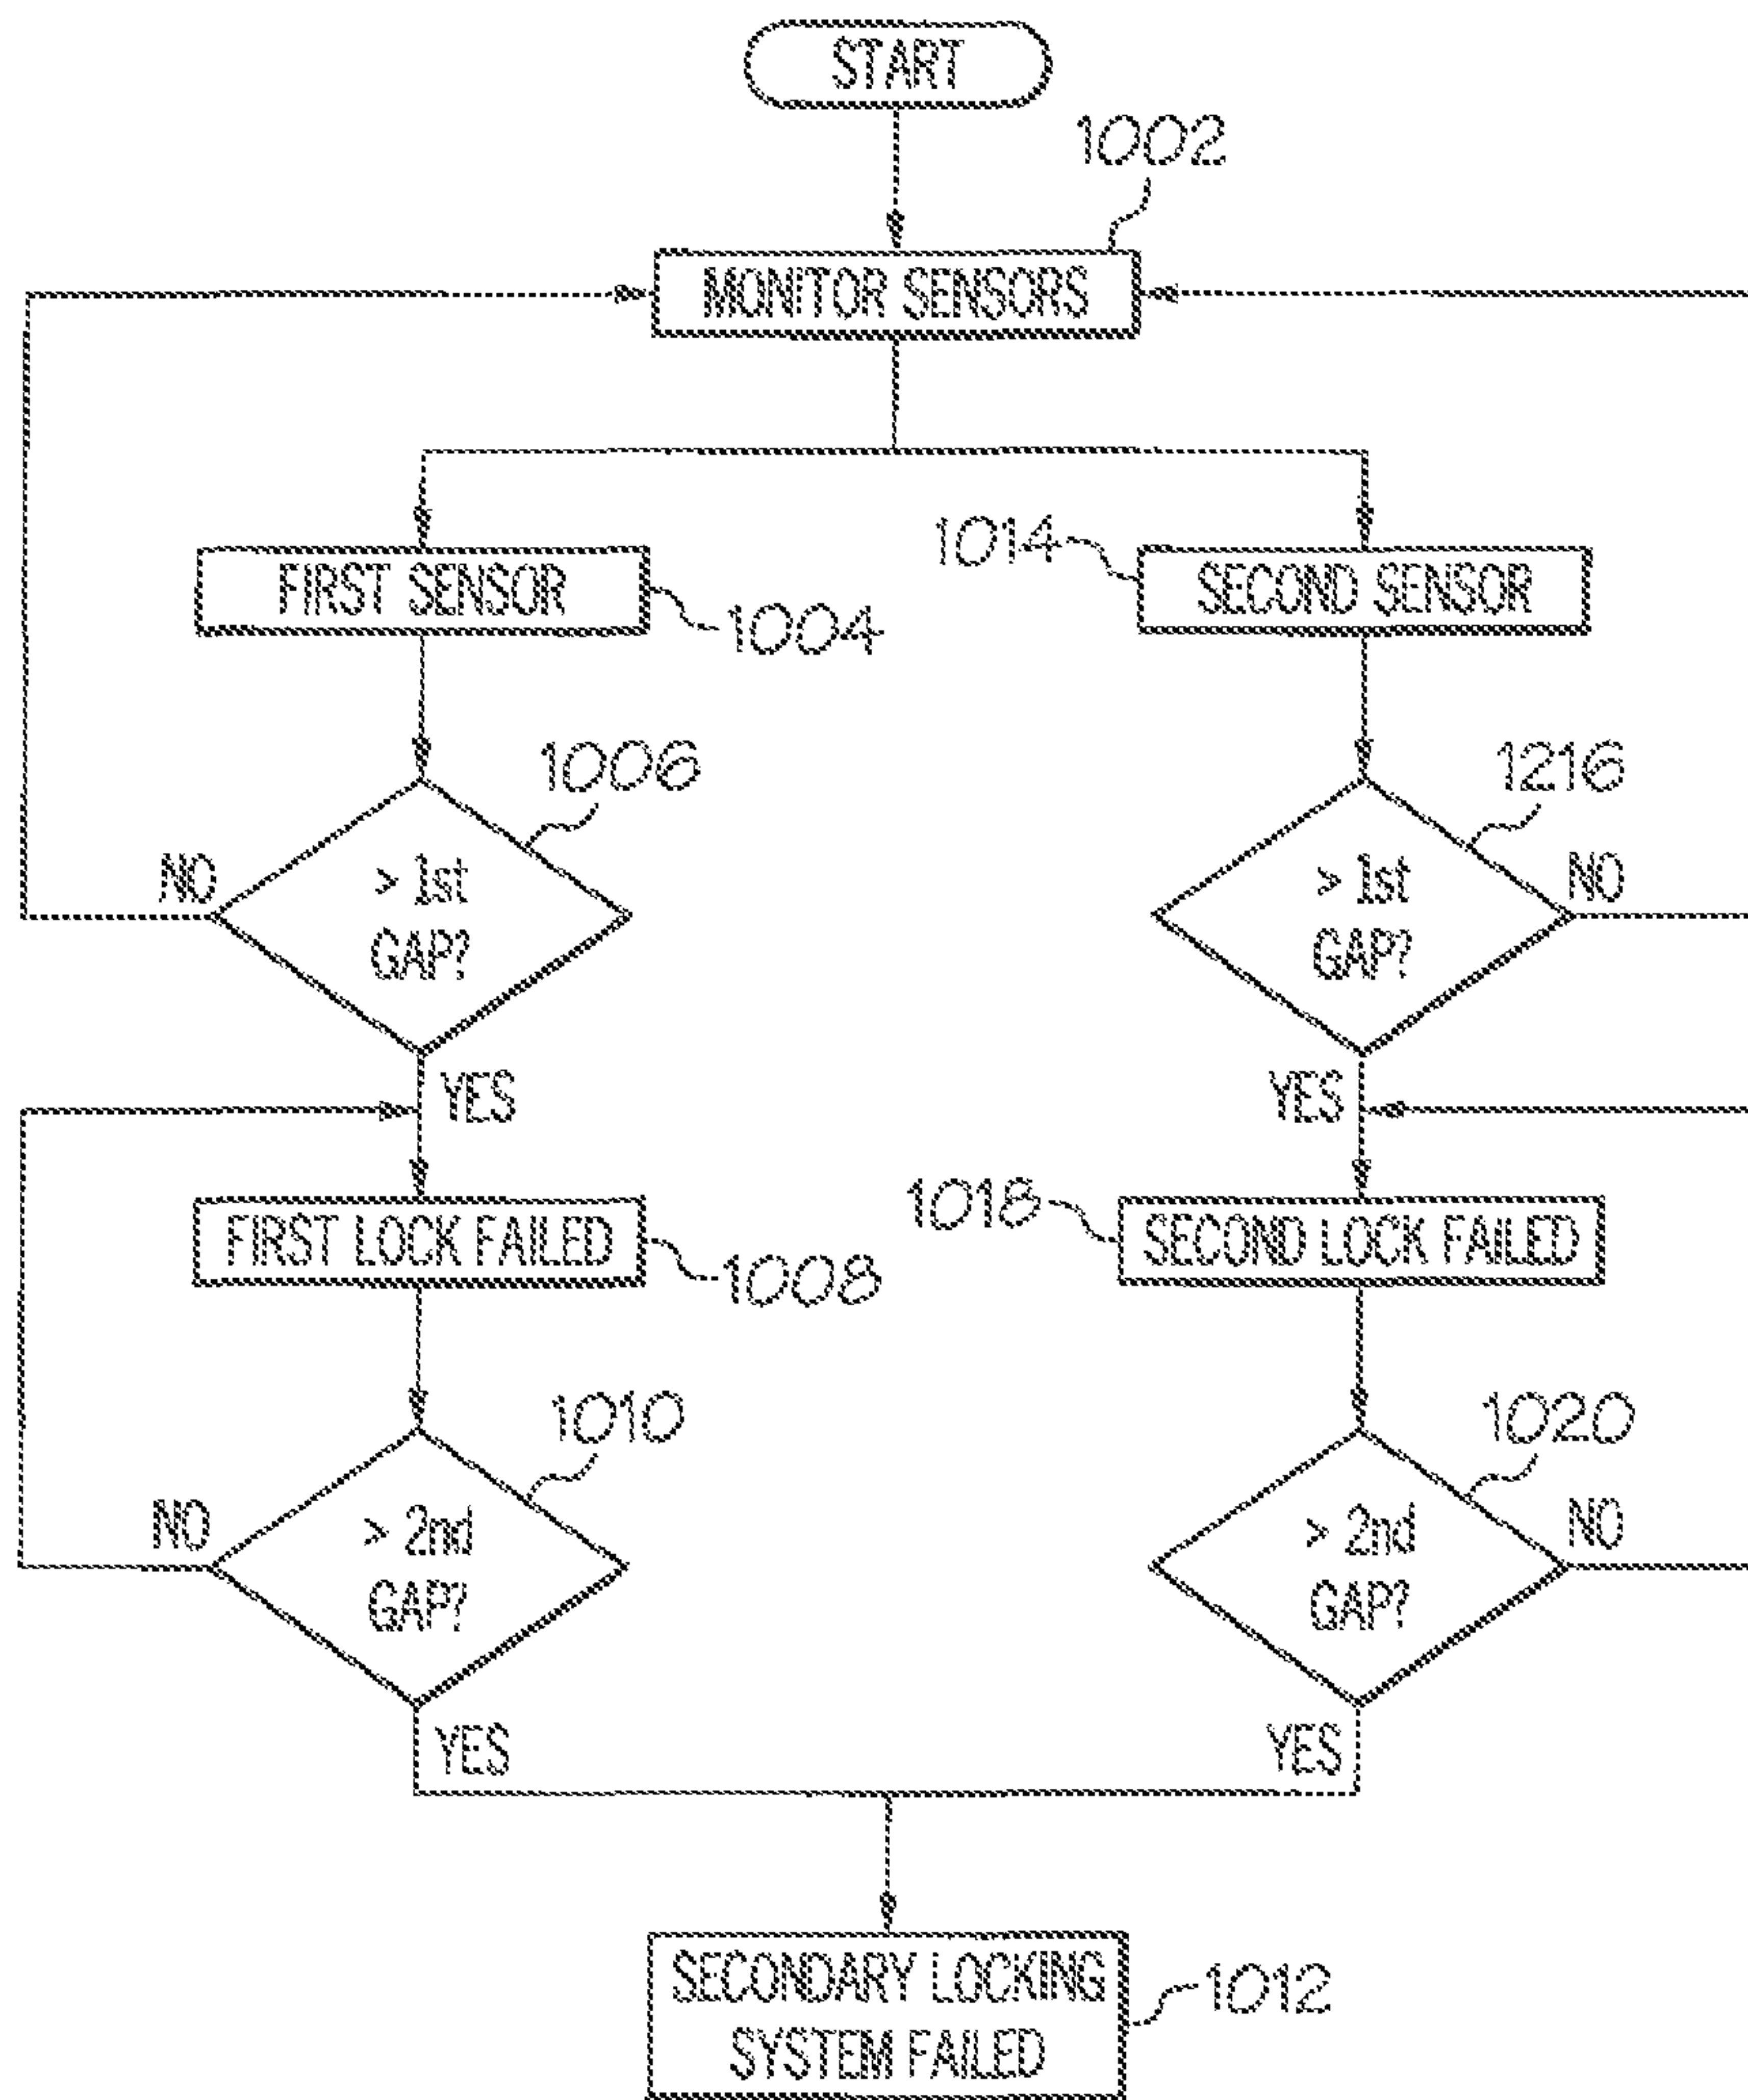 START
1002
MONITOR SENSORS
FIRST SENSOR
1004
1014
SECOND SENSOR
1006
NO
> 1st
GAP?
YES
1216
> 1st
GAP?
NO
YES
FIRST LOCK FAILED
1008
1018
SECOND LOCK FAILED
1010
NO
> 2nd
GAP?
YES
1020
> 2nd
GAP?
NO
YES
SECONDARY LOCKING
SYSTEM FAILED
1012